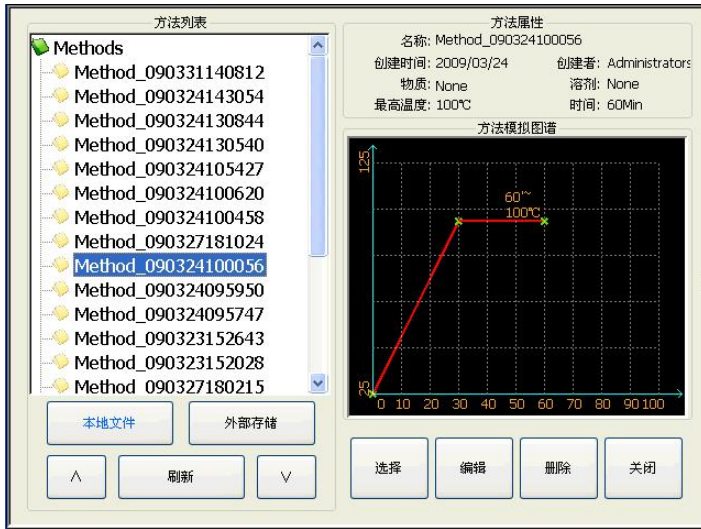 方法列表
Methods
Method_090331140812
Method_090324143054
Method_090324130844
Method_090324130540
Method_090324105427
Method_090324100620
Method_090324100458
Method_090327181024
Method_090324100056
Method_090324095950
Method_090324095747
Method_090323152643
Method_090323152028
Method_090327180215
本地文件
外部存储
∧
刷新
∨
方法属性
名称: Method_090324100056
创建时间: 2009/03/24
创建者: Administrators
物质: None
溶剂: None
最高温度: 100℃
时间: 60Min
方法模拟图谱
125
60'~
100℃
25
0 10 20 30 40 50 60 70 80 90 100
选择
编辑
删除
关闭